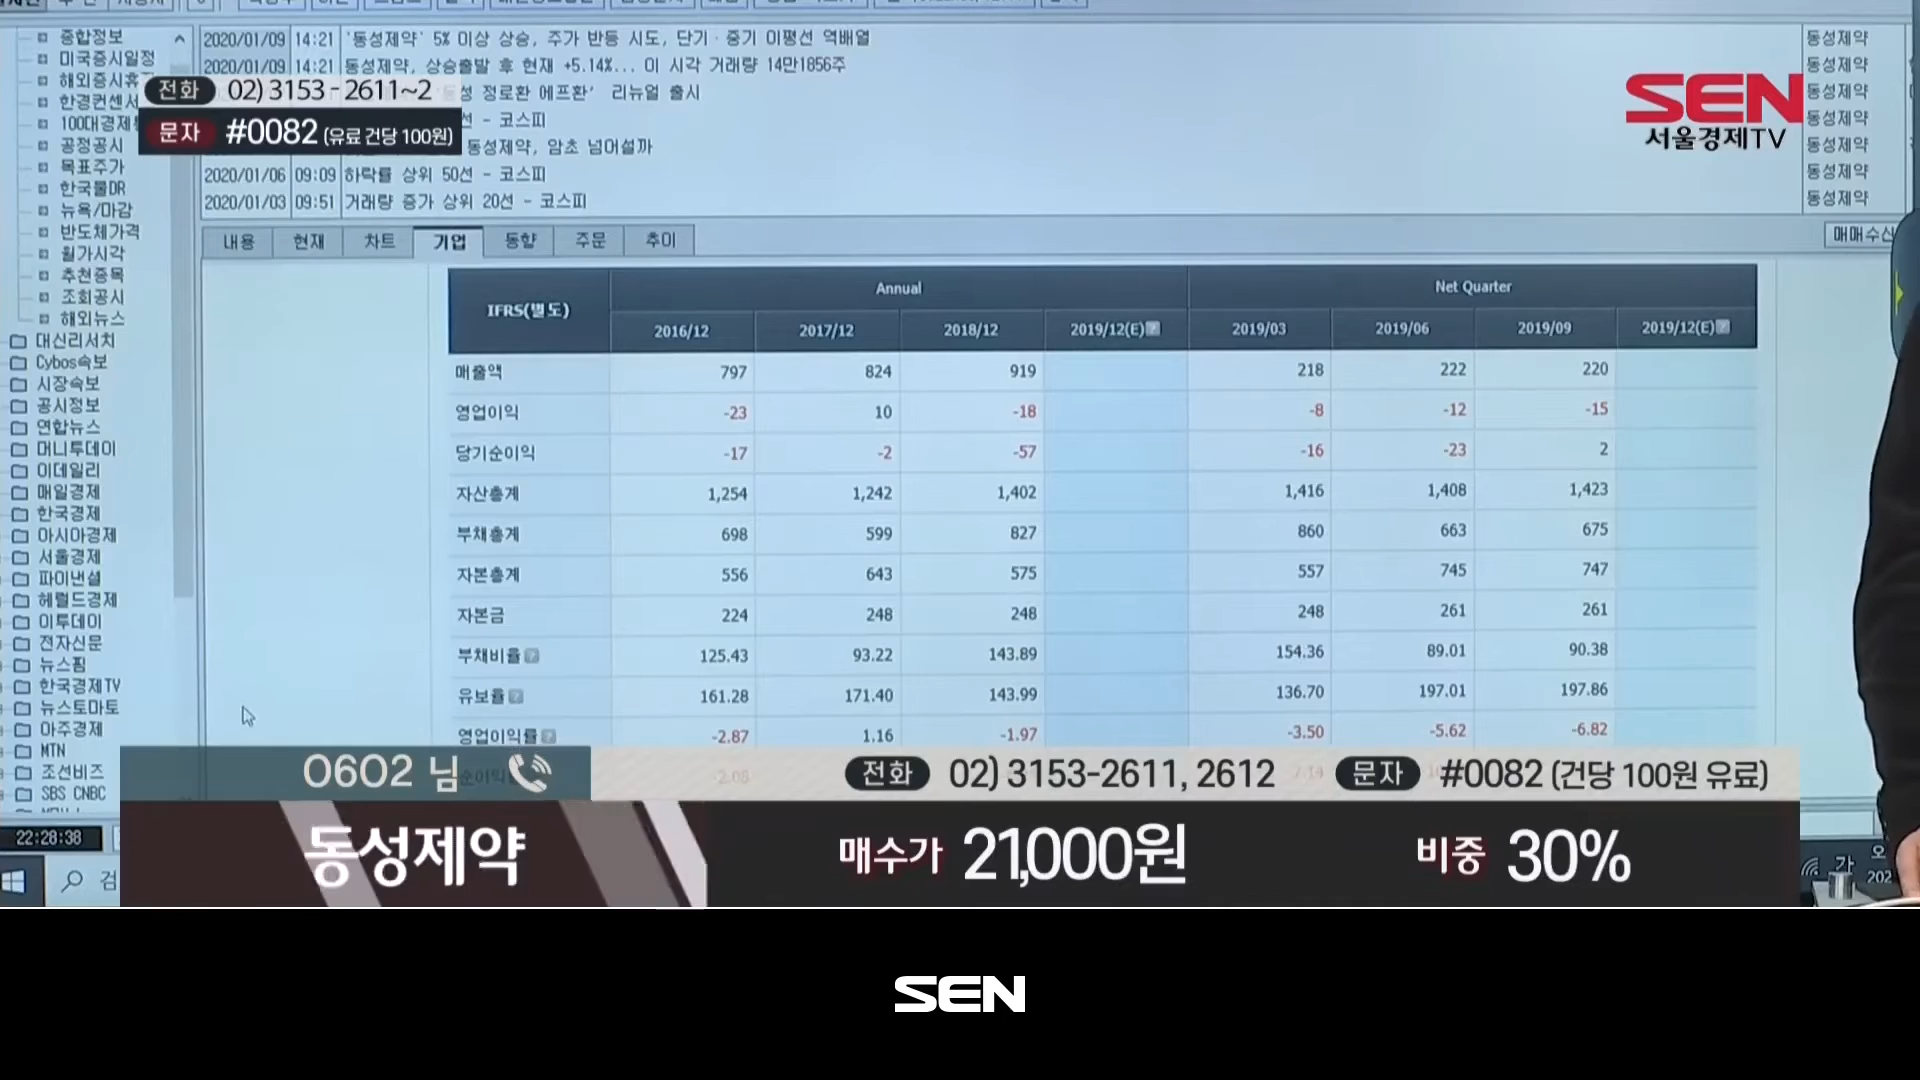 2020/01/09 14:21 '동성제약' 5% 이상 상승, 주가 반등 시도, 단기·중기 이평선 역배열 동성제약
2020/01/09 14:21 동성제약, 상승출발 후 현재 +5.14%... 이 시각 거래량 14만1856주 동성제약
정로환 에프환' 리뉴얼 출시 동성제약
- 코스피 동성제약
동성제약, 암초 넘어설까 동성제약
2020/01/06 09:09 하락률 상위 50선 - 코스피 동성제약
2020/01/03 09:51 거래량 증가 상위 20선 - 코스피 동성제약
전화 02) 3153 - 2611~2
문자 #0082 (유료 건당 100원)
SEN
서울경제TV
종합정보
미국증시일정
해외증시휴
한경컨센서
100대경제
공정공시
목표주가
한국물DR
뉴욕/마감
반도체가격
월가시각
추천종목
조회공시
해외뉴스
대신리서치
Cybos속보
시장속보
공시정보
연합뉴스
머니투데이
이데일리
매일경제
한국경제
아시아경제
서울경제
파이낸셜
헤럴드경제
이투데이
전자신문
뉴스핌
한국경제TV
뉴스토마토
아주경제
MTN
조선비즈
SBS CNBC
내용 현재 차트 기업 동향 주문 추이 매매수신
IFRS(별도) Annual Net Quarter
2016/12 2017/12 2018/12 2019/12(E) 2019/03 2019/06 2019/09 2019/12(E)
매출액 797 824 919 218 222 220
영업이익 -23 10 -18 -8 -12 -15
당기순이익 -17 -2 -57 -16 -23 2
자산총계 1,254 1,242 1,402 1,416 1,408 1,423
부채총계 698 599 827 860 663 675
자본총계 556 643 575 557 745 747
자본금 224 248 248 248 261 261
부채비율 125.43 93.22 143.89 154.36 89.01 90.38
유보율 161.28 171.40 143.99 136.70 197.01 197.86
영업이익률 -2.87 1.16 -1.97 -3.50 -5.62 -6.82
0602 님 전화 02) 3153-2611, 2612 문자 #0082 (건당 100원 유료)
동성제약 매수가 21,000원 비중 30%
22:28:38
검
가 오
202
SEN